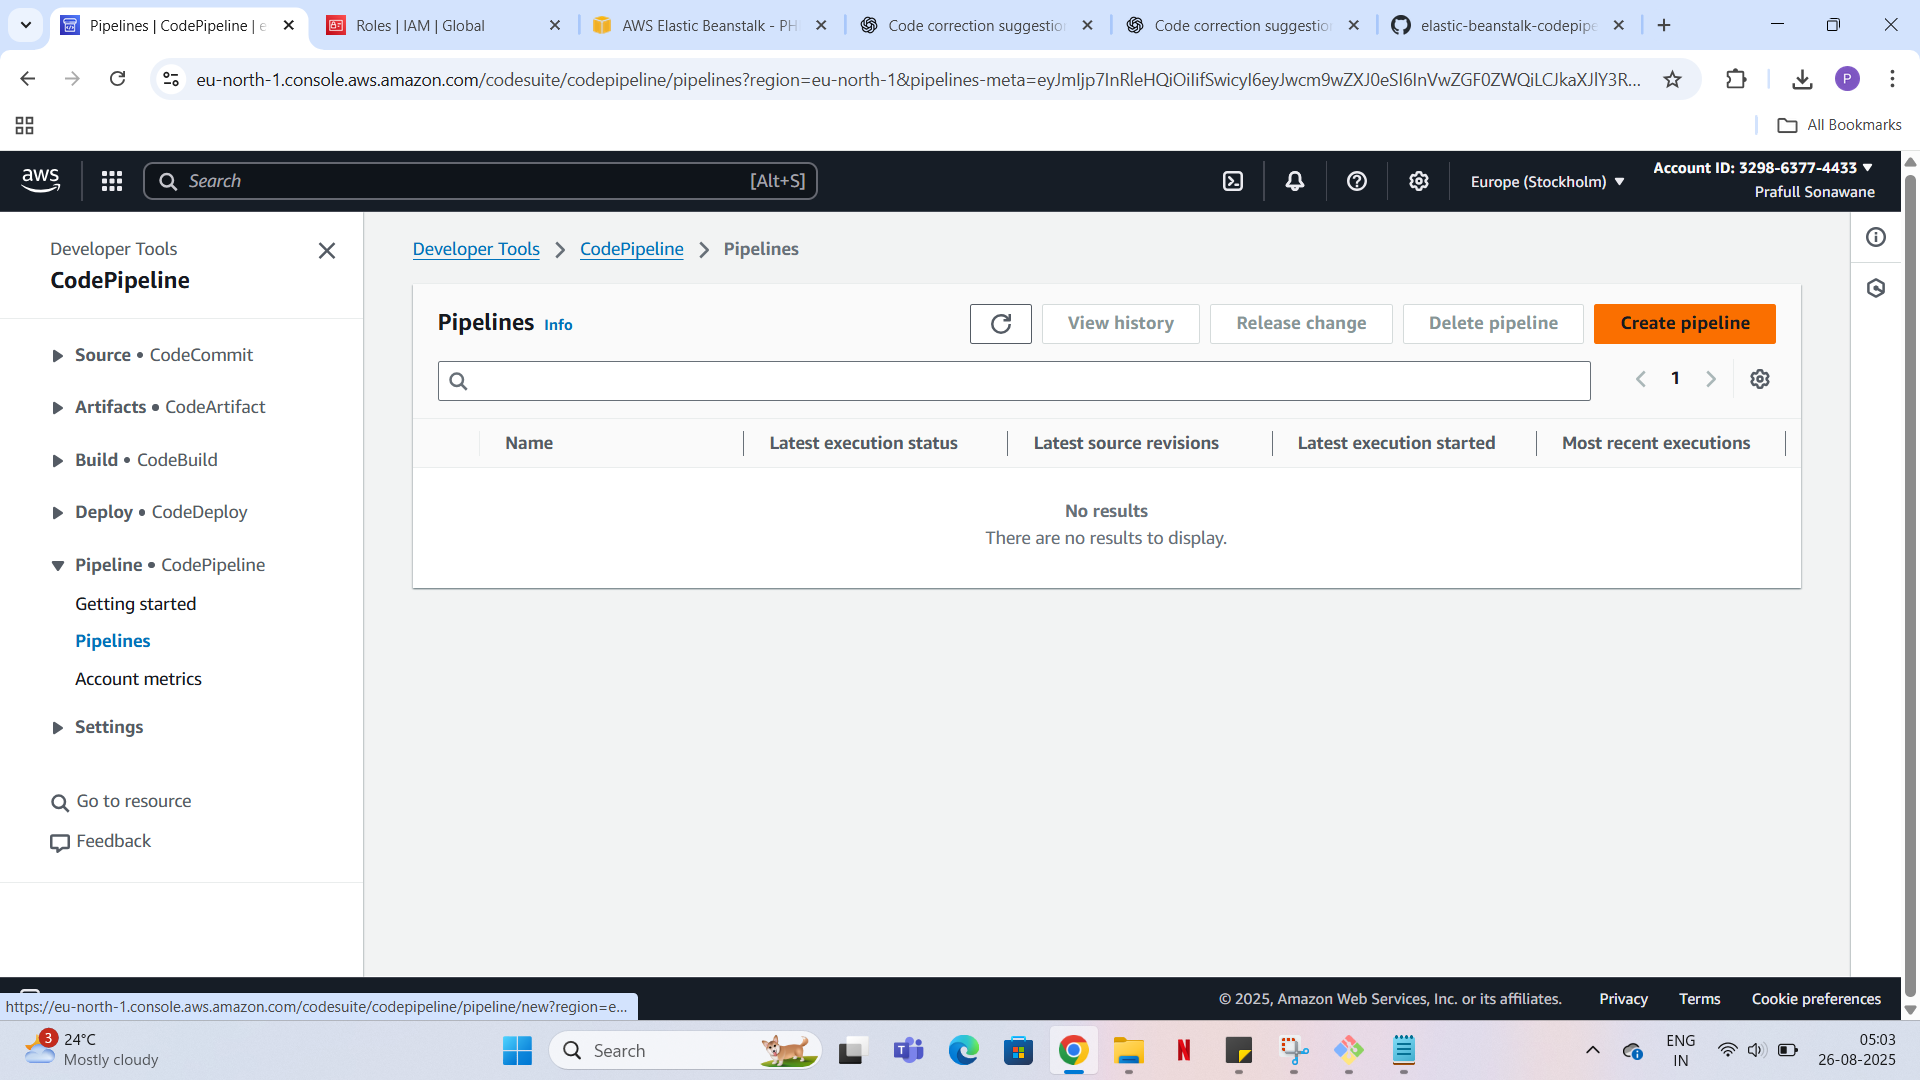 Pipelines | CodePipeline | e
Roles | IAM | Global
AWS Elastic Beanstalk - PH
Code correction suggestion
Code correction suggestion
elastic-beanstalk-codepipe
eu-north-1.console.aws.amazon.com/codesuite/codepipeline/pipelines?region=eu-north-1&pipelines-meta=eyJmIjp7InRleHQiOiIifSwicyI6eyJwcm9wZXJ0eSI6InVwZGF0ZWQiLCJkaXJlY3R...
P
All Bookmarks
aws
Search
[Alt+S]
Europe (Stockholm)
Account ID: 3298-6377-4433
Prafull Sonawane
Developer Tools
CodePipeline
Source • CodeCommit
Artifacts • CodeArtifact
Build • CodeBuild
Deploy • CodeDeploy
Pipeline • CodePipeline
Getting started
Pipelines
Account metrics
Settings
Go to resource
Feedback
Developer Tools
CodePipeline
Pipelines
Pipelines Info
View history
Release change
Delete pipeline
Create pipeline
1
Name
Latest execution status
Latest source revisions
Latest execution started
Most recent executions
No results
There are no results to display.
https://eu-north-1.console.aws.amazon.com/codesuite/codepipeline/pipeline/new?region=e...
© 2025, Amazon Web Services, Inc. or its affiliates.
Privacy
Terms
Cookie preferences
3
24°C
Mostly cloudy
Search
N
ENG
IN
05:03
26-08-2025